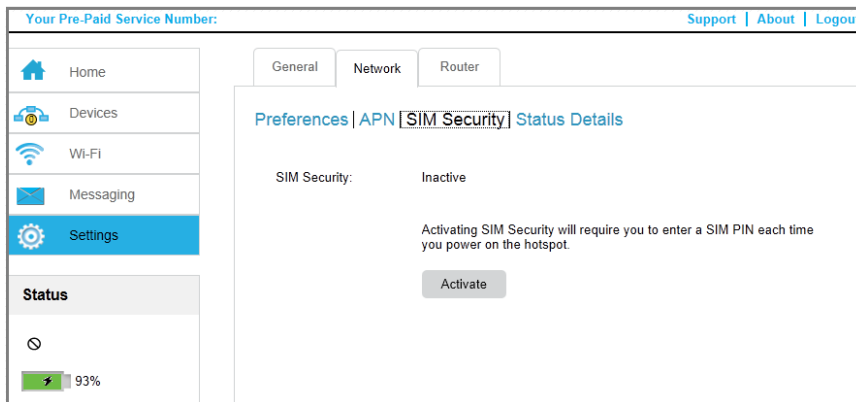 Your Pre-Paid Service Number:
Support | About | Logout
Home
Devices
0
Wi-Fi
Messaging
Settings
General
Network
Router
Preferences | APN | SIM Security | Status Details
SIM Security: Inactive
Activating SIM Security will require you to enter a SIM PIN each time
you power on the hotspot.
Activate
Status
93%